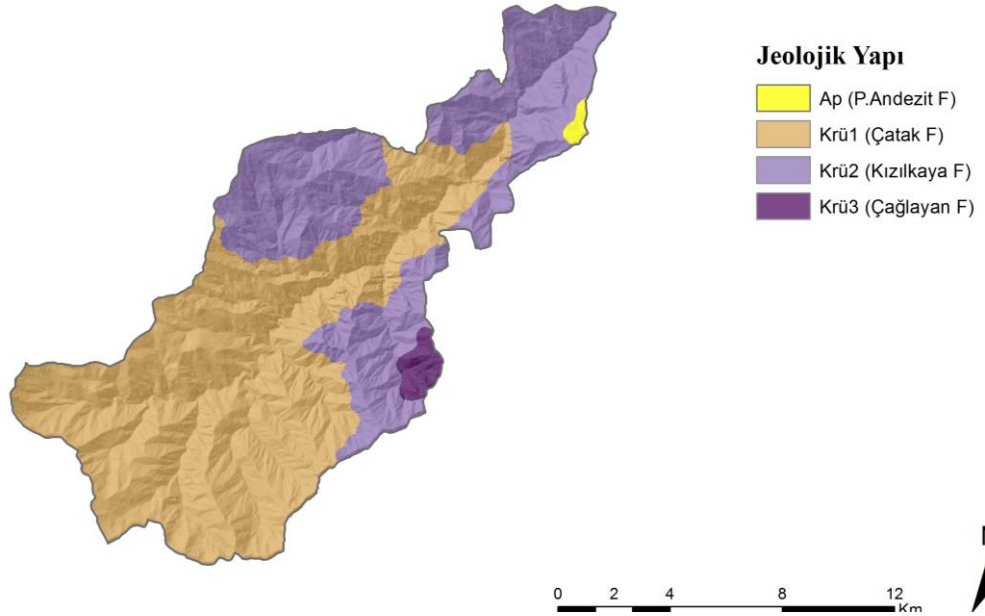 Jeolojik Yapı
Ap (P.Andezit F)
Krü1 (Çatak F)
Krü2 (Kızılkaya F)
Krü3 (Çağlayan F)
N
0 2 4 8 12
Km